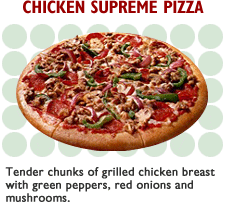 CHICKEN SUPREME PIZZA
Tender chunks of grilled chicken breast
with green peppers, red onions and
mushrooms.